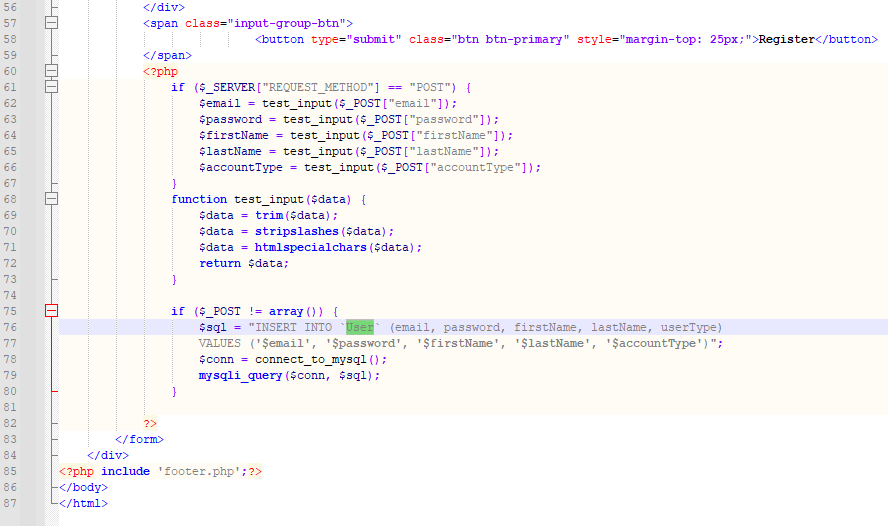 56 </div>
57 <span class="input-group-btn">
58 <button type="submit" class="btn btn-primary" style="margin-top: 25px;">Register</button>
59 </span>
60 <?php
61 if ($_SERVER["REQUEST_METHOD"] == "POST") {
62 $email = test_input($_POST["email"]);
63 $password = test_input($_POST["password"]);
64 $firstName = test_input($_POST["firstName"]);
65 $lastName = test_input($_POST["lastName"]);
66 $accountType = test_input($_POST["accountType"]);
67 }
68 function test_input($data) {
69 $data = trim($data);
70 $data = stripslashes($data);
71 $data = htmlspecialchars($data);
72 return $data;
73 }
74
75 if ($_POST != array()) {
76 $sql = "INSERT INTO `User` (email, password, firstName, lastName, userType)
77 VALUES ('$email', '$password', '$firstName', '$lastName', '$accountType')";
78 $conn = connect_to_mysql();
79 mysqli_query($conn, $sql);
80 }
81
82 ?>
83 </form>
84 </div>
85 <?php include 'footer.php';?>
86 </body>
87 </html>